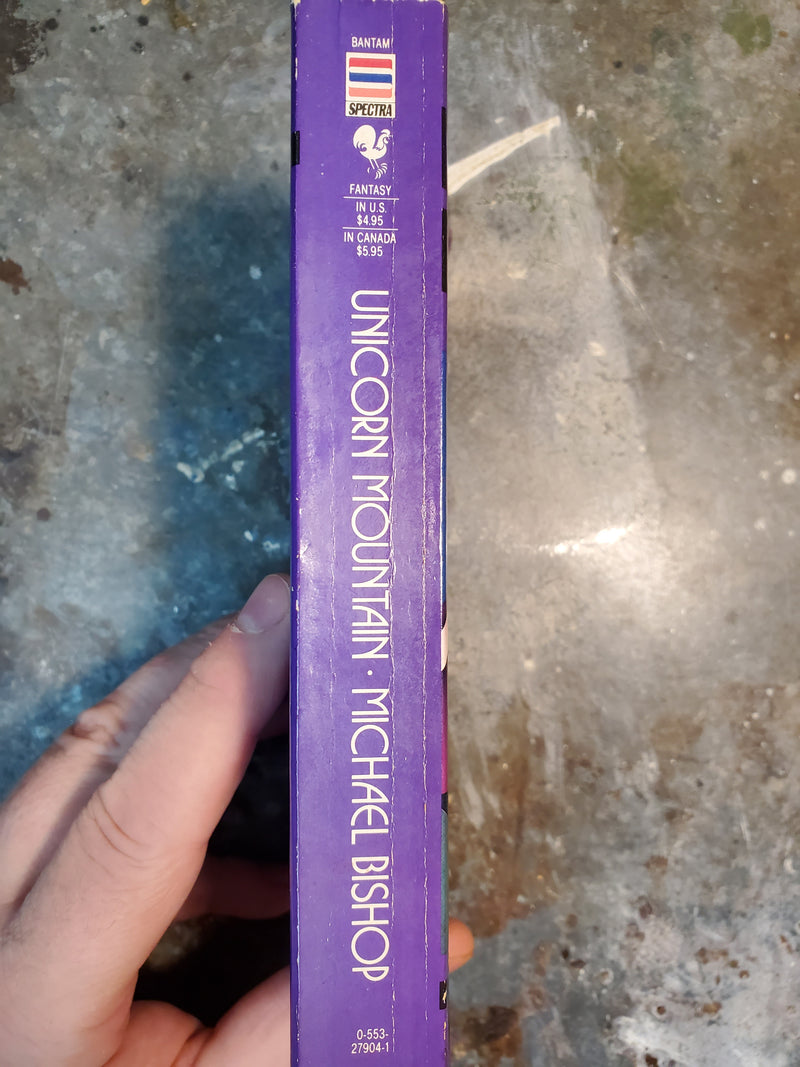 BANTAM
SPECTRA
FANTASY
IN U.S.
$4.95
IN CANADA
$5.95
UNICORN MOUNTAIN · MICHAEL BISHOP
0-553-
27904-1